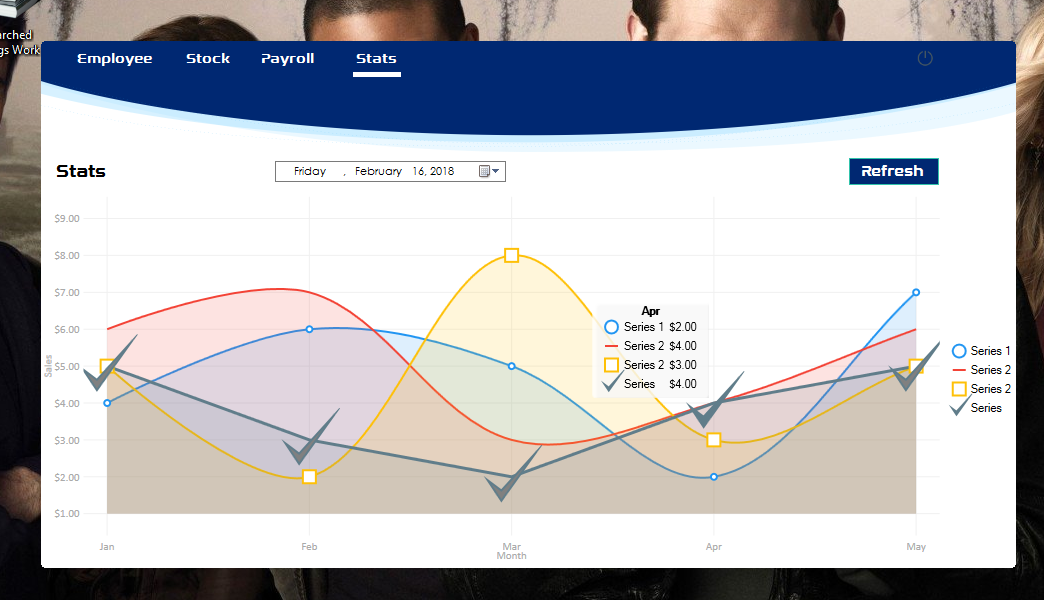 arched
gs Work
Employee Stock Payroll Stats
Stats
Friday , February 16, 2018
Refresh
$9.00
$8.00
$7.00
$6.00
$5.00
$4.00
$3.00
$2.00
$1.00
Sales
Apr
Series 1 $2.00
Series 2 $4.00
Series 2 $3.00
Series $4.00
Series 1
Series 2
Series 2
Series
Jan Feb Mar Apr May
Month